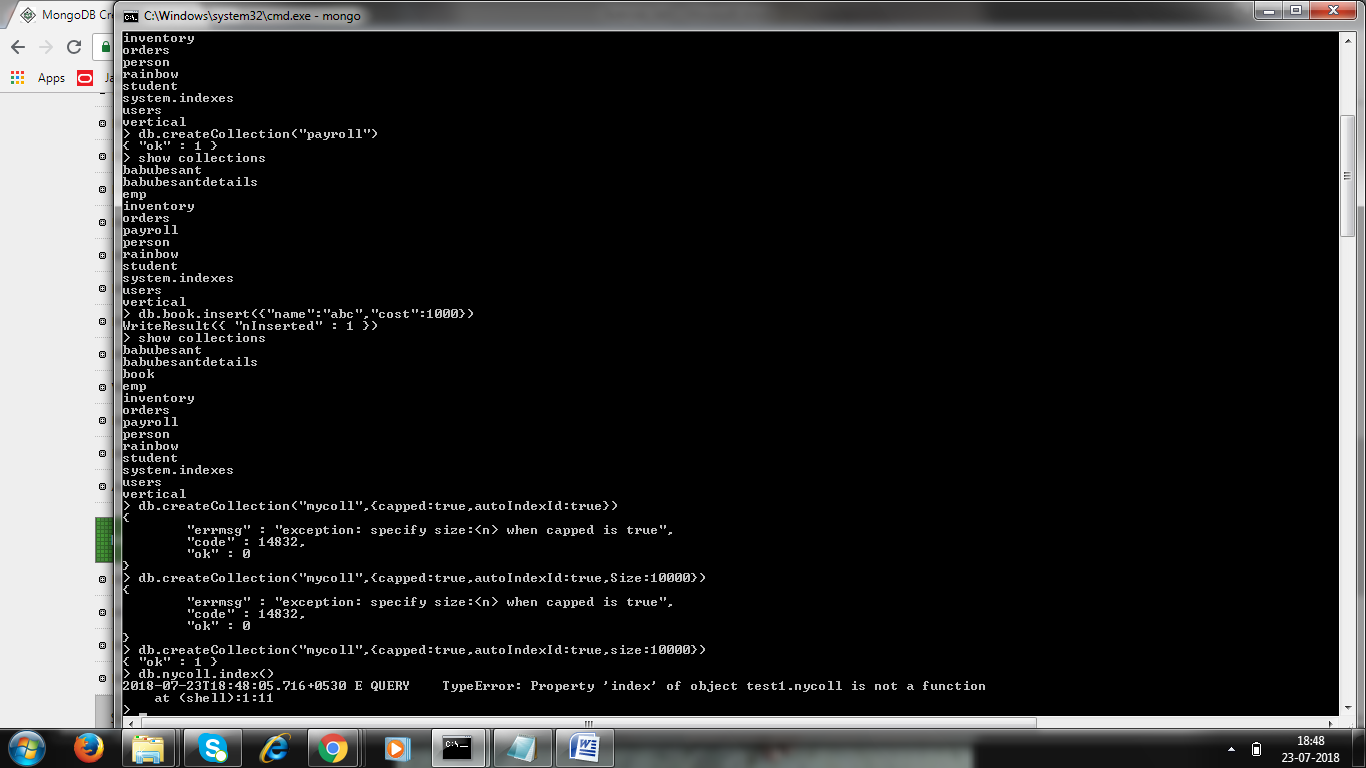 MongoDB Cr
C:\Windows\system32\cmd.exe - mongo
Apps
Ja
inventory
orders
person
rainbow
student
system.indexes
users
vertical
> db.createCollection("payroll")
{ "ok" : 1 }
> show collections
babubesant
babubesantdetails
emp
inventory
orders
payroll
person
rainbow
student
system.indexes
users
vertical
> db.book.insert({"name":"abc","cost":1000})
WriteResult({ "nInserted" : 1 })
> show collections
babubesant
babubesantdetails
book
emp
inventory
orders
payroll
person
rainbow
student
system.indexes
users
vertical
> db.createCollection("mycoll",{capped:true,autoIndexId:true})
{
"errmsg" : "exception: specify size:<n> when capped is true",
"code" : 14832,
"ok" : 0
}
> db.createCollection("mycoll",{capped:true,autoIndexId:true,Size:10000})
{
"errmsg" : "exception: specify size:<n> when capped is true",
"code" : 14832,
"ok" : 0
}
> db.createCollection("mycoll",{capped:true,autoIndexId:true,size:10000})
{ "ok" : 1 }
> db.nycoll.index()
2018-07-23T18:48:05.716+0530 E QUERY    TypeError: Property 'index' of object test1.nycoll is not a function
at (shell):1:11
>
18:48
23-07-2018